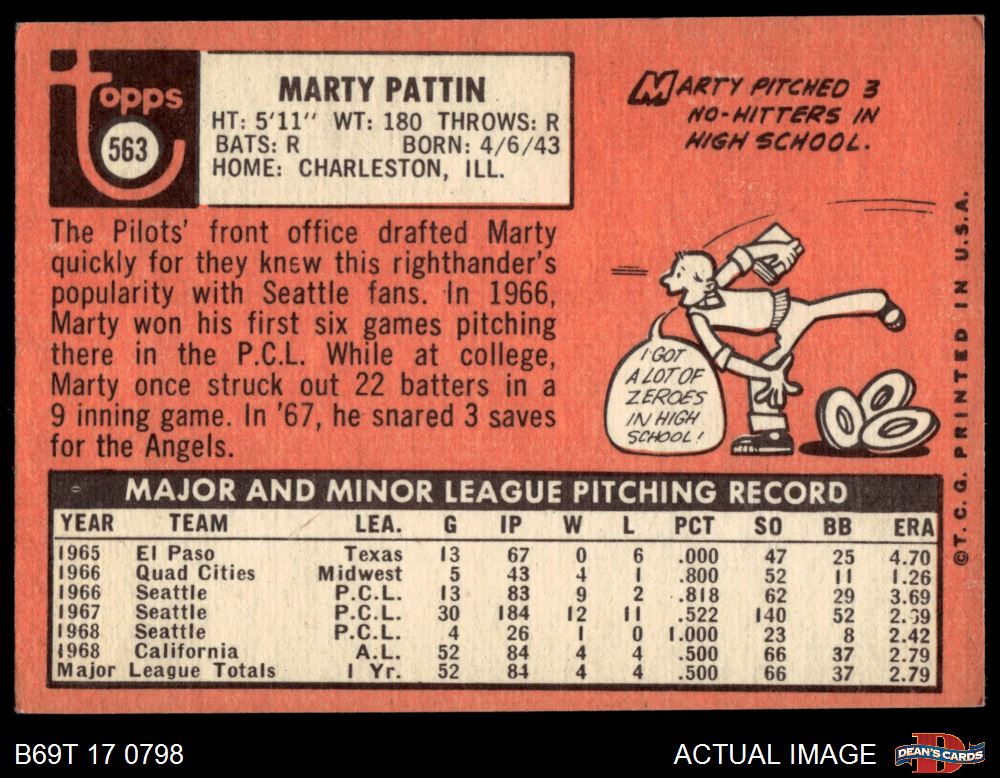 topps
563
MARTY PATTIN
HT: 5'11" WT: 180 THROWS: R
BATS: R BORN: 4/6/43
HOME: CHARLESTON, ILL.
MARTY PITCHED 3
NO-HITTERS IN
HIGH SCHOOL.
The Pilots' front office drafted Marty
quickly for they knew this righthander's
popularity with Seattle fans. In 1966,
Marty won his first six games pitching
there in the P.C.L. While at college,
Marty once struck out 22 batters in a
9 inning game. In '67, he snared 3 saves
for the Angels.
I GOT
A LOT OF
ZEROES
IN HIGH
SCHOOL!
©T.C.G. PRINTED IN U.S.A.
MAJOR AND MINOR LEAGUE PITCHING RECORD
YEAR TEAM LEA. G IP W L PCT SO BB ERA
1965 El Paso Texas 13 67 0 6 .000 47 25 4.70
1966 Quad Cities Midwest 5 43 4 1 .800 52 11 1.26
1966 Seattle P.C.L. 13 83 9 2 .818 62 29 3.69
1967 Seattle P.C.L. 30 184 12 11 .522 140 52
1968 Seattle P.C.L. 4 26 1 0 1.000 23 8 2.42
1968 California A.L. 52 84 4 4 .500 66 37 2.79
Major League Totals 1 Yr. 52 84 4 4 .500 66 37 2.79
B69T 17 0798
ACTUAL IMAGE
DEAN'S CARDS